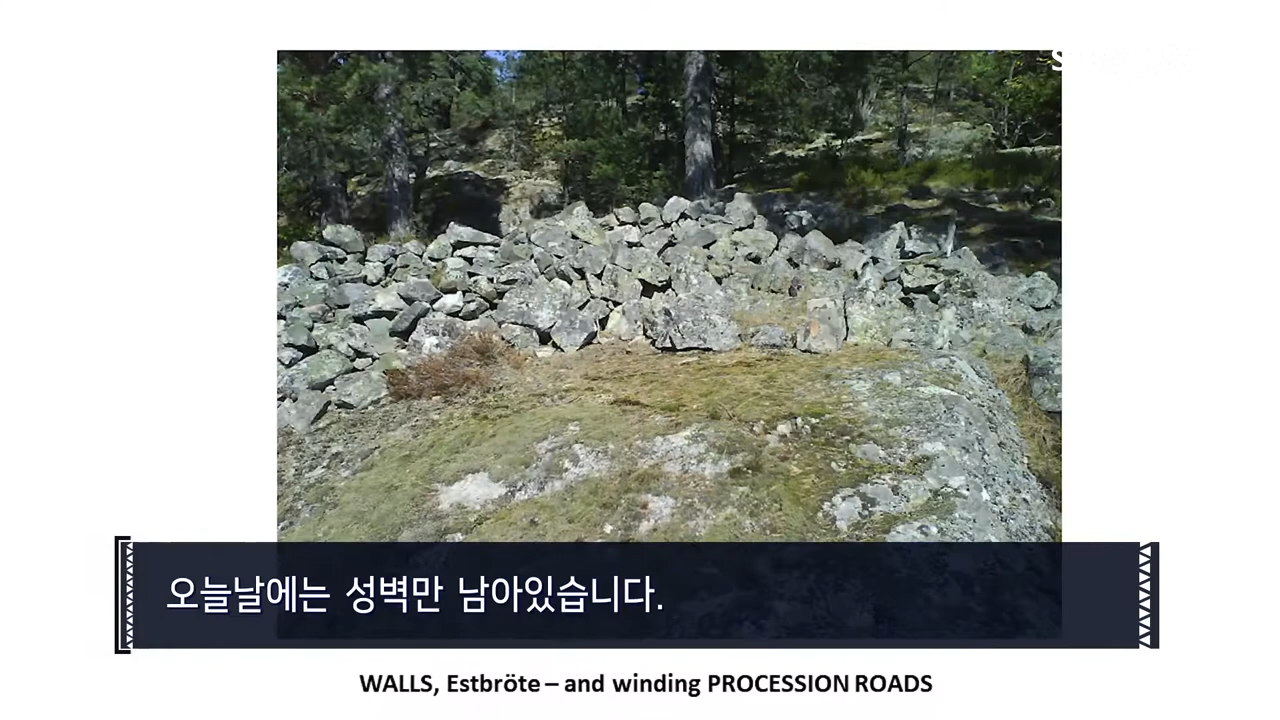 오늘날에는 성벽만 남아있습니다.
WALLS, Estbröte – and winding PROCESSION ROADS